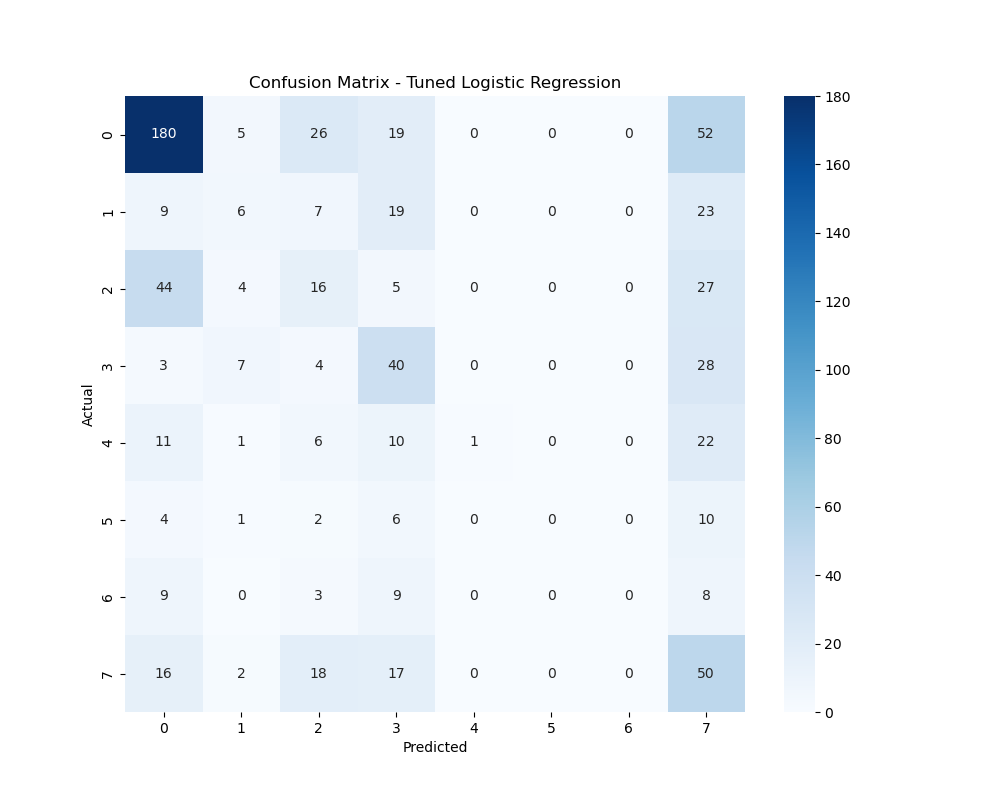 Confusion Matrix - Tuned Logistic Regression
180
0 180 5 26 19 0 0 0 52
160
1 9 6 7 19 0 0 0 23
140
2 44 4 16 5 0 0 27
120
3 3 7 4 40 0 0 0 28
100
Actual
80
4 11 1 6 10 1 0 0 22
60
5 4 1 2 6 0 0 0 10
40
6 9 0 3 9 0 0 0 8
20
7 16 2 18 17 0 0 0 50
0
0 1 2 3 4 5 6 7
Predicted